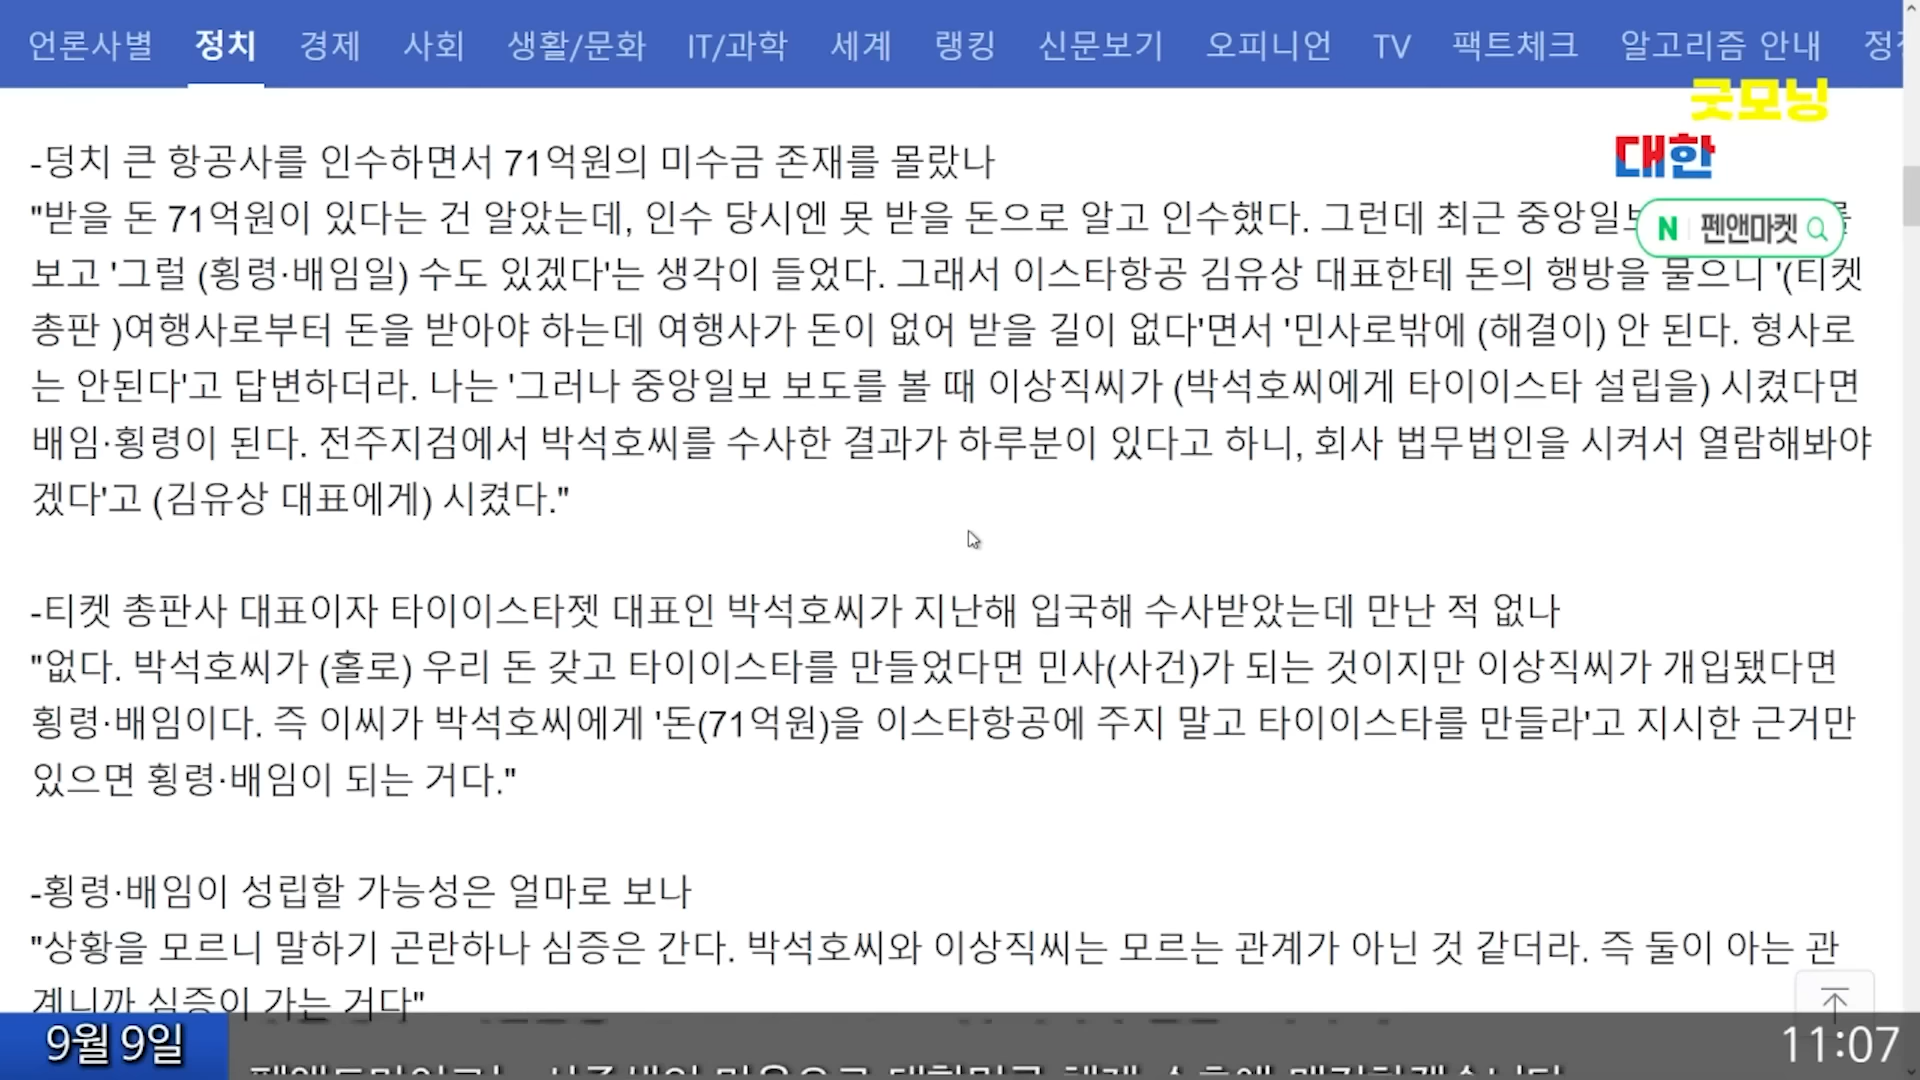 언론사별 정치 경제 사회 생활/문화 IT/과학 세계 랭킹 신문보기 오피니언 TV 팩트체크 알고리즘 안내
굿모닝
대한
N 펜앤마켓
-덩치 큰 항공사를 인수하면서 71억원의 미수금 존재를 몰랐나
"받을 돈 71억원이 있다는 건 알았는데, 인수 당시엔 못 받을 돈으로 알고 인수했다. 그런데 최근
보고 '그럴 (횡령·배임일) 수도 있겠다'는 생각이 들었다. 그래서 이스타항공 김유상 대표한테 돈의 행방을 물으니 '(티켓
총판 )여행사로부터 돈을 받아야 하는데 여행사가 돈이 없어 받을 길이 없다'면서 '민사로밖에 (해결이) 안 된다. 형사로
는 안된다'고 답변하더라. 나는 '그러나 중앙일보 보도를 볼 때 이상직씨가 (박석호씨에게 타이이스타 설립을) 시켰다면
배임·횡령이 된다. 전주지검에서 박석호씨를 수사한 결과가 하루분이 있다고 하니, 회사 법무법인을 시켜서 열람해봐야
겠다'고 (김유상 대표에게) 시켰다."
-티켓 총판사 대표이자 타이이스타젯 대표인 박석호씨가 지난해 입국해 수사받았는데 만난 적 없나
"없다. 박석호씨가 (홀로) 우리 돈 갖고 타이이스타를 만들었다면 민사(사건)가 되는 것이지만 이상직씨가 개입됐다면
횡령·배임이다. 즉 이씨가 박석호씨에게 '돈(71억원)을 이스타항공에 주지 말고 타이이스타를 만들라'고 지시한 근거만
있으면 횡령·배임이 되는 거다."
-횡령·배임이 성립할 가능성은 얼마로 보나
"상황을 모르니 말하기 곤란하나 심증은 간다. 박석호씨와 이상직씨는 모르는 관계가 아닌 것 같더라. 즉 둘이 아는 관
계니까 심증이 가는 거다"
9월 9일
11:07